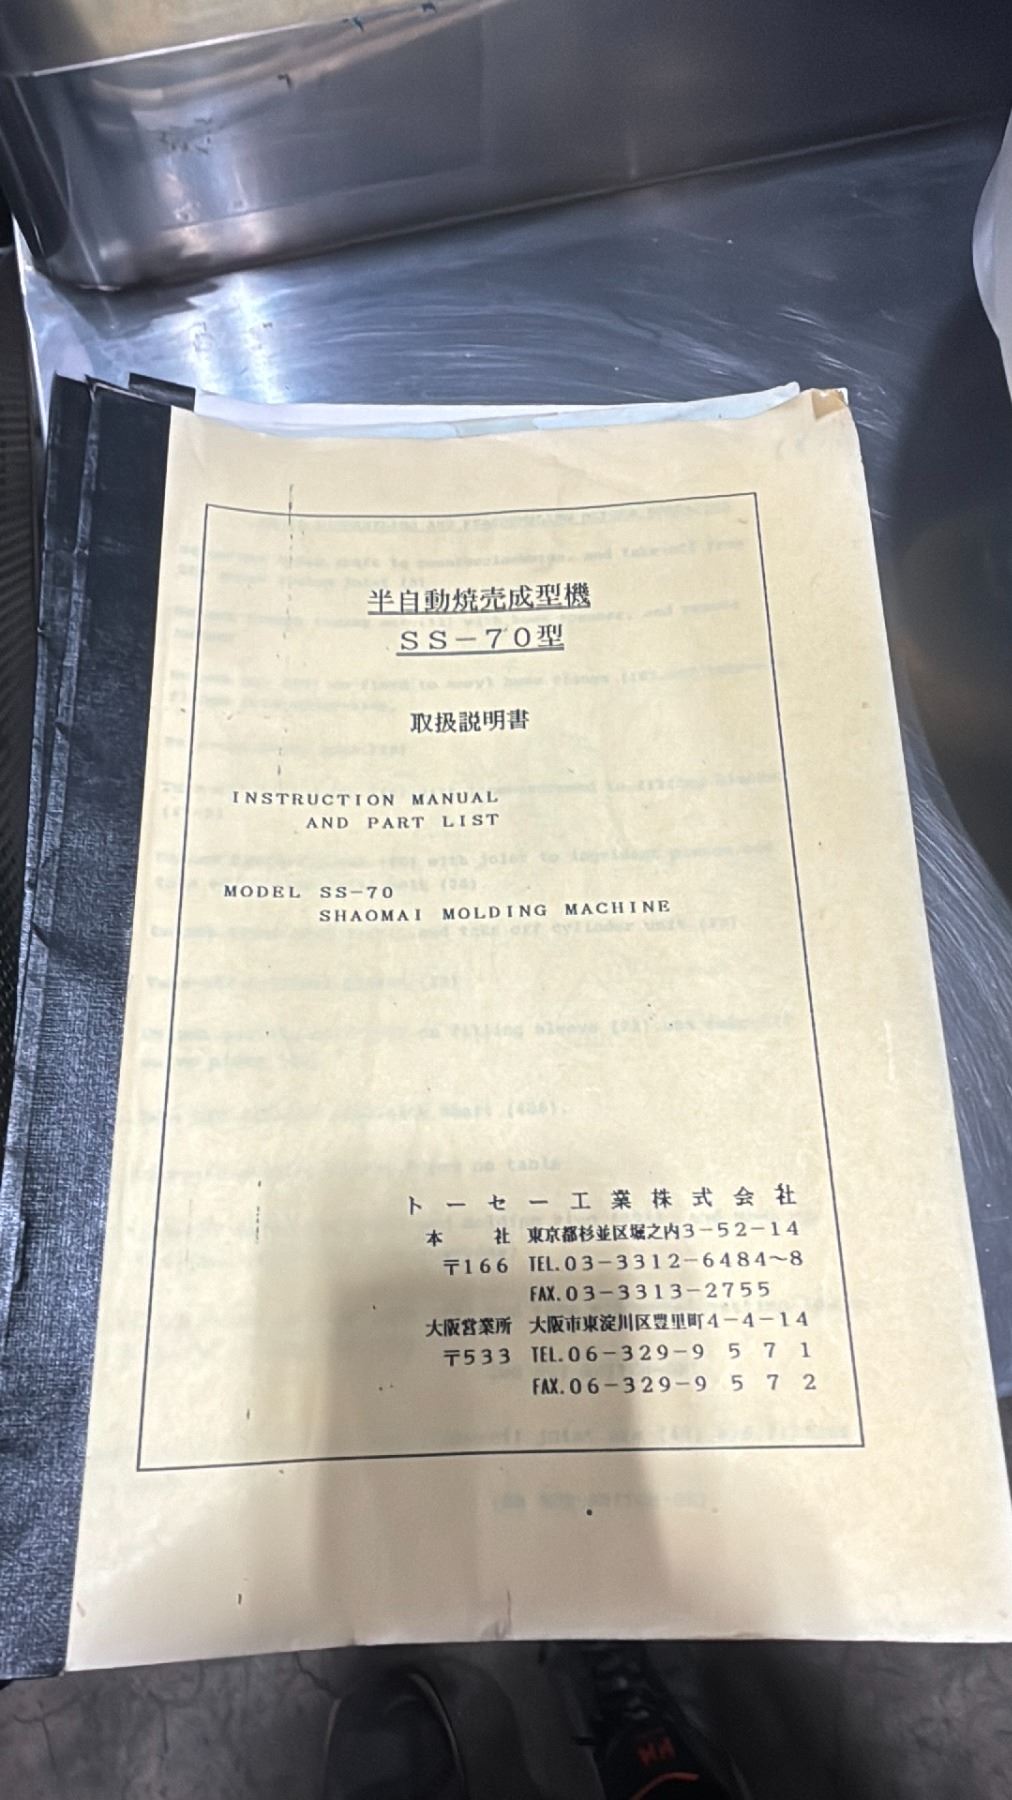 半自動焼売成型機
SS-70型
取扱説明書
INSTRUCTION MANUAL
AND PART LIST
MODEL SS-70
SHAOMAI MOLDING MACHINE
トーセー工業株式会社
本社 東京都杉並区堀之内3-52-14
〒166 TEL.03-3312-6484~8
FAX.03-3313-2755
大阪営業所 大阪市東淀川区豊里町4-4-14
〒533 TEL.06-329-9571
FAX.06-329-9572